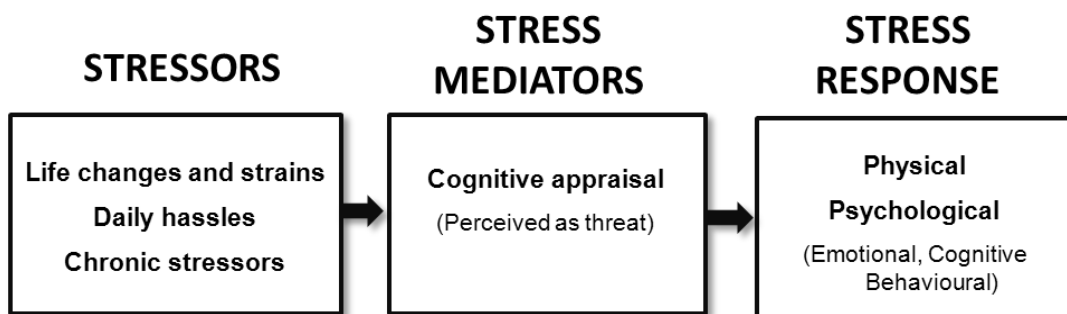 STRESSORS
Life changes and strains
Daily hassles
Chronic stressors
STRESS
MEDIATORS
Cognitive appraisal
(Perceived as threat)
STRESS
RESPONSE
Physical
Psychological
(Emotional, Cognitive
Behavioural)